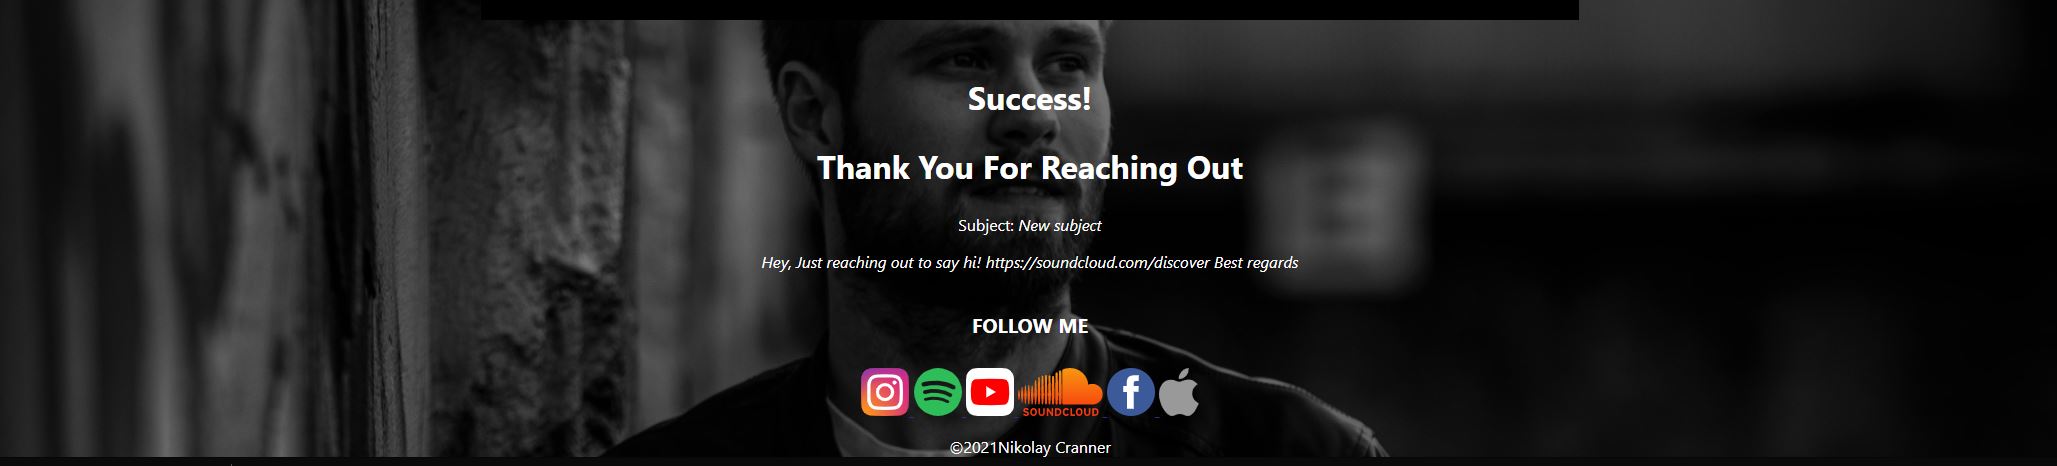 Success!
Thank You For Reaching Out
Subject: New subject
Hey, Just reaching out to say hi! https://soundcloud.com/discover Best regards
FOLLOW ME
SOUNDCLOUD
©2021Nikolay Cranner